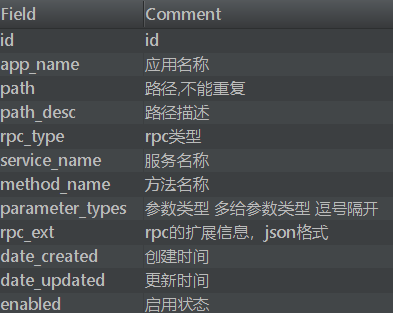 Field Comment
id id
app_name 应用名称
path 路径,不能重复
path_desc 路径描述
rpc_type rpc类型
service_name 服务名称
method_name 方法名称
parameter_types 参数类型 多给参数类型 逗号隔开
rpc_ext rpc的扩展信息，json格式
date_created 创建时间
date_updated 更新时间
enabled 启用状态